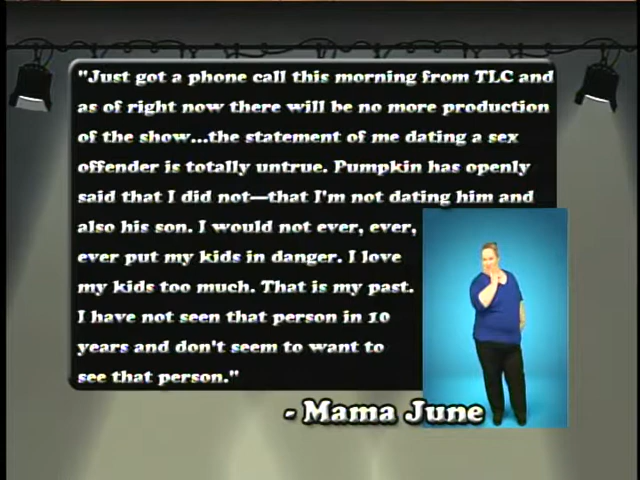 "Just got a phone call this morning from TLC and
as of right now there will be no more production
of the show...the statement of me dating a sex
offender is totally untrue. Pumpkin has openly
said that I did not—that I'm not dating him and
also his son. I would not ever, ever,
ever put my kids in danger. I love
my kids too much. That is my past.
I have not seen that person in 10
years and don't seem to want to
see that person."
- Mama June